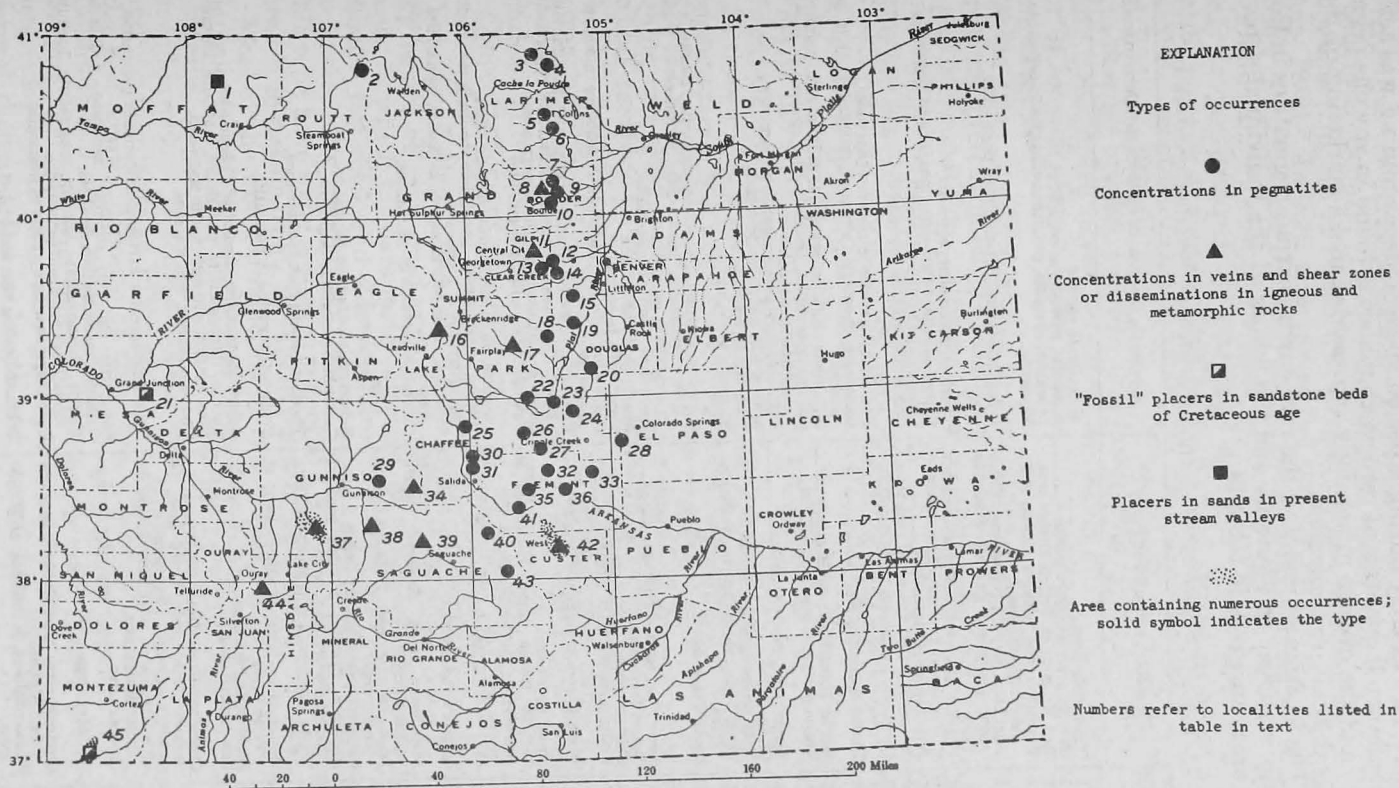 109° 108° 107° 106° 105° 104° 103°
41°
3 4
2
1
Walden
Cache la Poudre
MOFFAT
ROUTT
JACKSON
LARIMER
WELD
LOGAN
Sterling
River
SEDGWICK
PHILLIPS
Holyoke
Yampa River
Craig
Steamboat Springs
5 Collins
6
River
Greeley
South Platte
Fort Morgan
MORGAN
7
8 9
BOULDER
Boulder
10
GRAND
Hot Sulphur Springs
White River
Meeker
RIO BLANCO
40°
Akron
Wray
YUMA
WASHINGTON
River
Arikaree
Brighton
ADAMS
11
Central City
12
Georgetown
13 14
CLEAR CREEK
DENVER
ARAPAHOE
Littleton
GARFIELD
EAGLE
Eagle
Glenwood Springs
SUMMIT
Breckenridge
15
18 19
Castle Rock
DOUGLAS
Kiowa
ELBERT
Burlington
KIT CARSON
Hugo
RIVER
COLORADO
PITKIN
Aspen
Leadville
LAKE
16
Fairplay
17
PARK
20
Grand Junction
21
39°
MESA
DELTA
Gunnison
Delta
River
22
23
24
Colorado Springs
EL PASO
LINCOLN
Cheyenne Wells
CHEYENNE
25
26
Cripple Creek
27
28
CHAFFEE
30
31
Salida
32
33
FREMONT
29
GUNNISON
Gunnison
34
35 36
Eads
KIOWA
Dolores
Montrose
MONTROSE
37
38
39
41
40
ARKANSAS
Pueblo
CROWLEY
Ordway
OURAY
Saguache
West
42
CUSTER
PUEBLO
River
38°
SAN MIGUEL
Ouray
Lake City
SAGUACHE
43
La Junta
OTERO
Las Animas
BENT
Lamar
RIVER
PROWERS
Telluride
44
River
Dove Creek
DOLORES
Silverton
SAN JUAN
HINSDALE
Creede
Rio
MINERAL
Grande
Del Norte
River
RIO GRANDE
ALAMOSA
Alamosa
Huerfano
HUERFANO
Walsenburg
Cucharas
Apishapa
River
Purgatoire
River
Two Butte Creek
Springfield
BACA
MONTEZUMA
Cortez
LA PLATA
River
Durango
Animas
Pagosa Springs
ARCHULETA
CONEJOS
Conejos
COSTILLA
San Luis
LAS ANIMAS
Trinidad
45
37°
40 20 0 40 80 120 160 200 Miles
EXPLANATION
Types of occurrences
Concentrations in pegmatites
Concentrations in veins and shear zones
or disseminations in igneous and
metamorphic rocks
"Fossil" placers in sandstone beds
of Cretaceous age
Placers in sands in present
stream valleys
Area containing numerous occurrences;
solid symbol indicates the type
Numbers refer to localities listed in
table in text